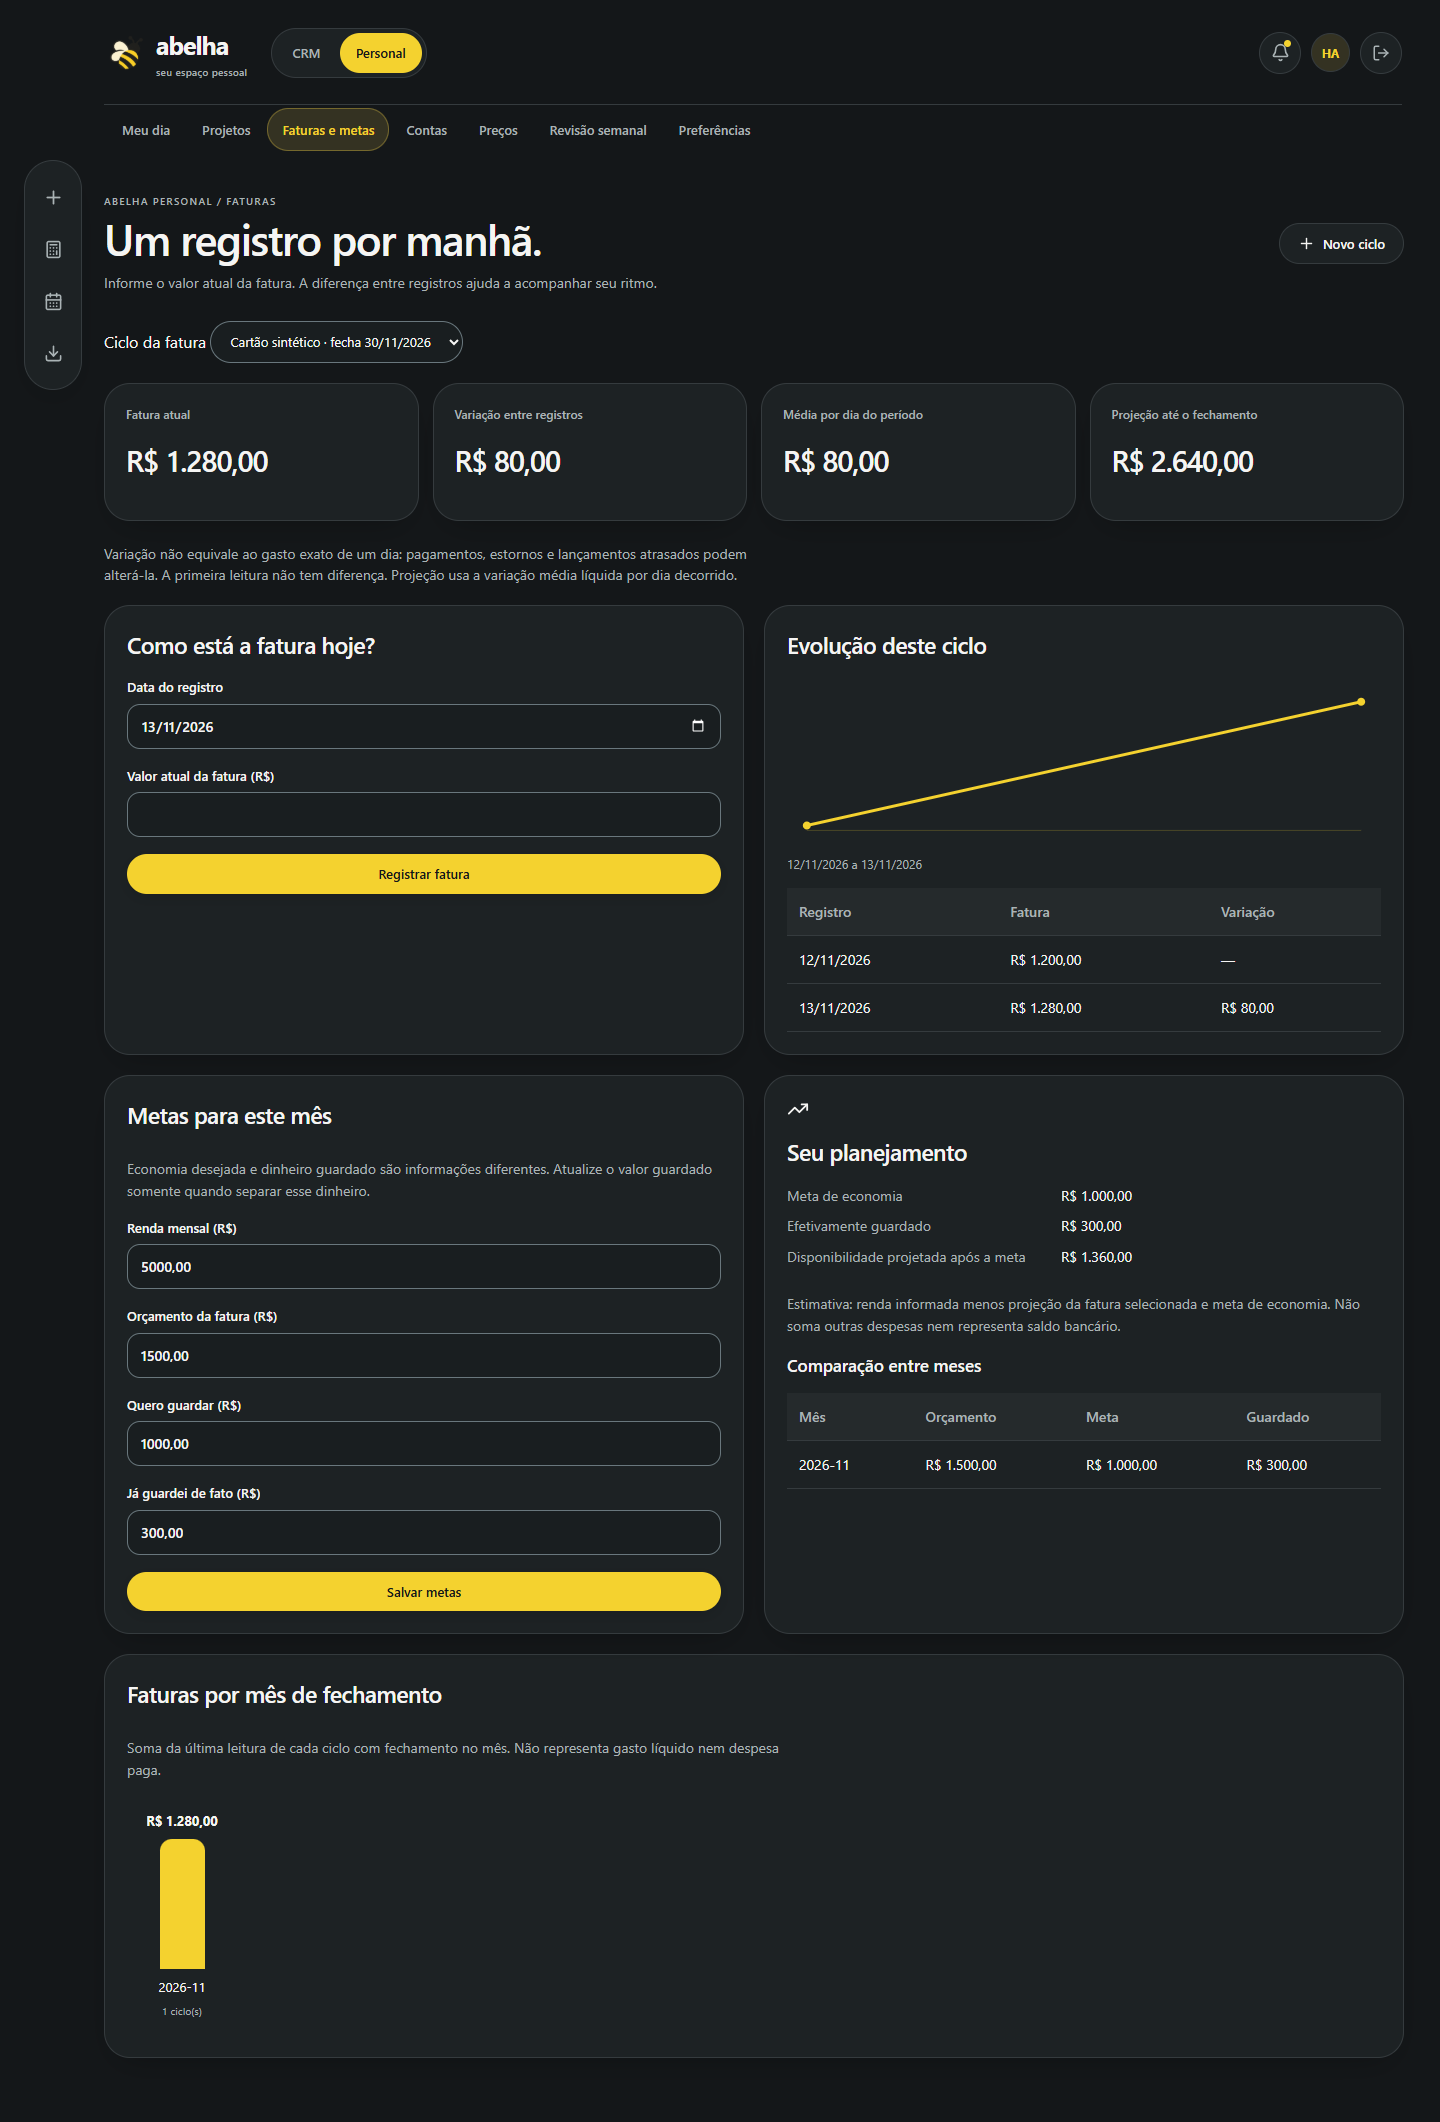 abelha
seu espaço pessoal
CRM
Personal
HA
Meu dia
Projetos
Faturas e metas
Contas
Preços
Revisão semanal
Preferências
ABELHA PERSONAL / FATURAS
Um registro por manhã.
Novo ciclo
Informe o valor atual da fatura. A diferença entre registros ajuda a acompanhar seu ritmo.
Ciclo da fatura
Cartão sintético · fecha 30/11/2026
Fatura atual
R$ 1.280,00
Variação entre registros
R$ 80,00
Média por dia do período
R$ 80,00
Projeção até o fechamento
R$ 2.640,00
Variação não equivale ao gasto exato de um dia: pagamentos, estornos e lançamentos atrasados podem
alterá-la. A primeira leitura não tem diferença. Projeção usa a variação média líquida por dia decorrido.
Como está a fatura hoje?
Data do registro
13/11/2026
Valor atual da fatura (R$)
Registrar fatura
Evolução deste ciclo
12/11/2026 a 13/11/2026
Registro Fatura Variação
12/11/2026 R$ 1.200,00 —
13/11/2026 R$ 1.280,00 R$ 80,00
Metas para este mês
Economia desejada e dinheiro guardado são informações diferentes. Atualize o valor guardado
somente quando separar esse dinheiro.
Renda mensal (R$)
5000,00
Orçamento da fatura (R$)
1500,00
Quero guardar (R$)
1000,00
Já guardei de fato (R$)
300,00
Salvar metas
Seu planejamento
Meta de economia R$ 1.000,00
Efetivamente guardado R$ 300,00
Disponibilidade projetada após a meta R$ 1.360,00
Estimativa: renda informada menos projeção da fatura selecionada e meta de economia. Não
soma outras despesas nem representa saldo bancário.
Comparação entre meses
Mês Orçamento Meta Guardado
2026-11 R$ 1.500,00 R$ 1.000,00 R$ 300,00
Faturas por mês de fechamento
Soma da última leitura de cada ciclo com fechamento no mês. Não representa gasto líquido nem despesa
paga.
R$ 1.280,00
2026-11
1 ciclo(s)